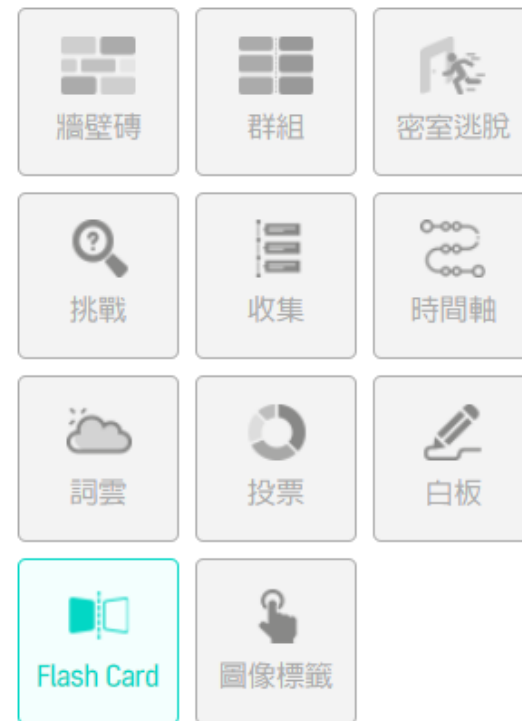 牆壁磚
群組
密室逃脫
挑戰
收集
時間軸
詞雲
投票
白板
Flash Card
圖像標籤